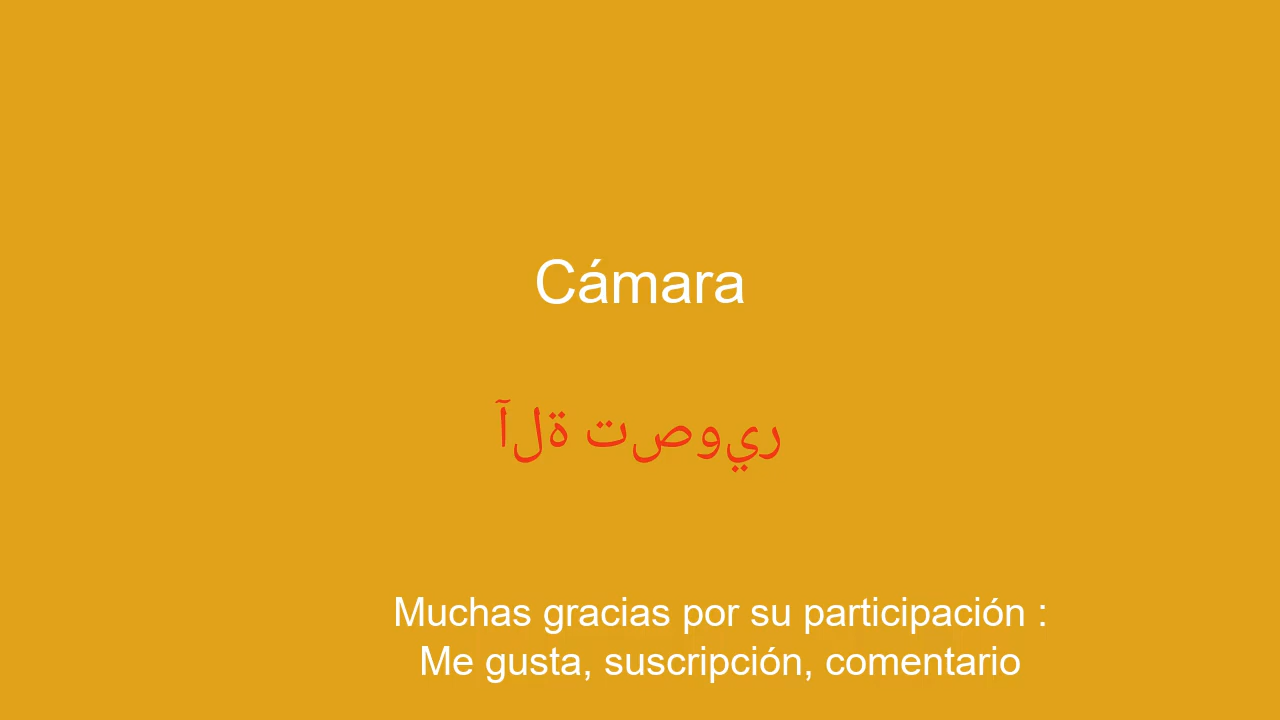 Cámara
آلة تصوير
Muchas gracias por su participación :
Me gusta, suscripción, comentario